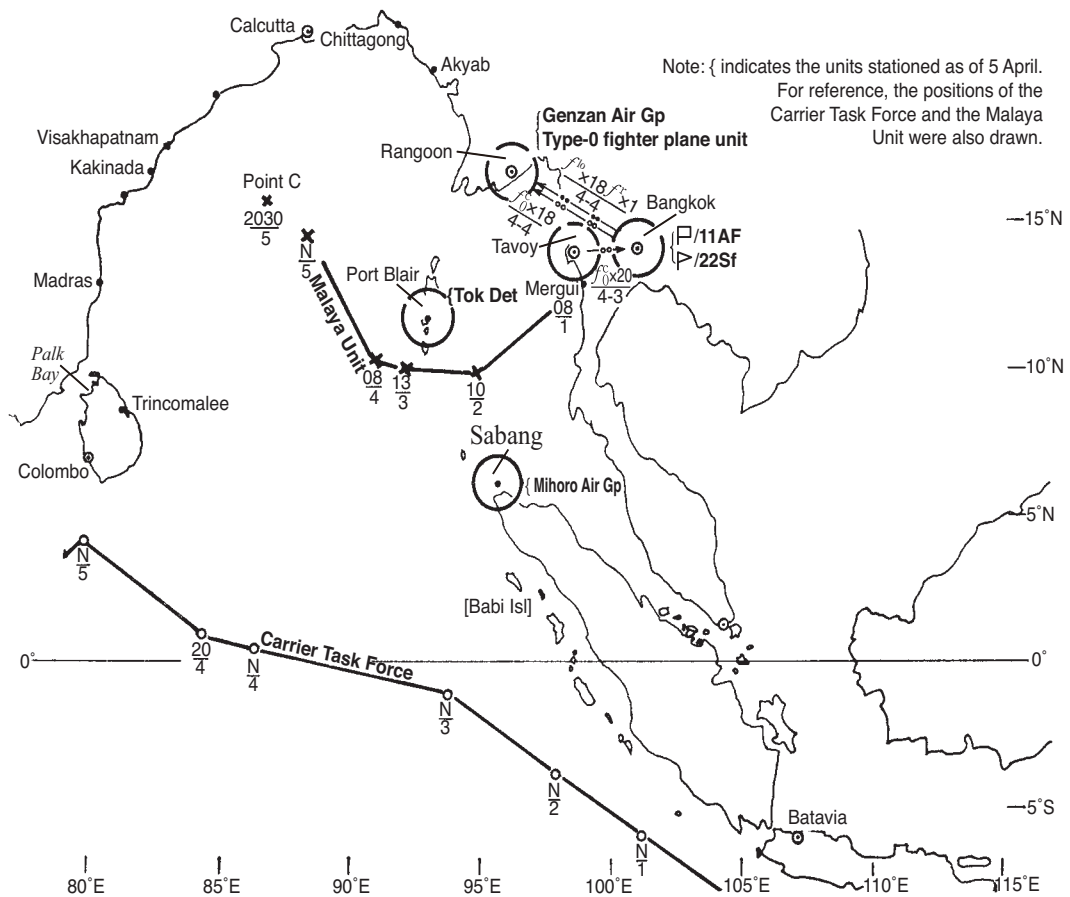 Calcutta
Chittagong
Akyab
Note: { indicates the units stationed as of 5 April.
For reference, the positions of the
Carrier Task Force and the Malaya
Unit were also drawn.
Visakhapatnam
Kakinada
Genzan Air Gp
Type-0 fighter plane unit
Rangoon
Point C
2030
5
×18
4-4
×1
×18
4-4
Bangkok
15°N
N
5
Tavoy
/11AF
/22Sf
Madras
Port Blair
{Tok Det
Malaya Unit
Mergui
×20
4-3
08
1
Palk
Bay
08
4
13
3
10
2
10°N
Trincomalee
Sabang
Colombo
{ Mihoro Air Gp
5°N
N
5
[Babi Isl]
20
4
N
4
Carrier Task Force
0°
0°
N
3
N
2
5°S
Batavia
N
1
80°E
85°E
90°E
95°E
100°E
105°E
110°E
115°E